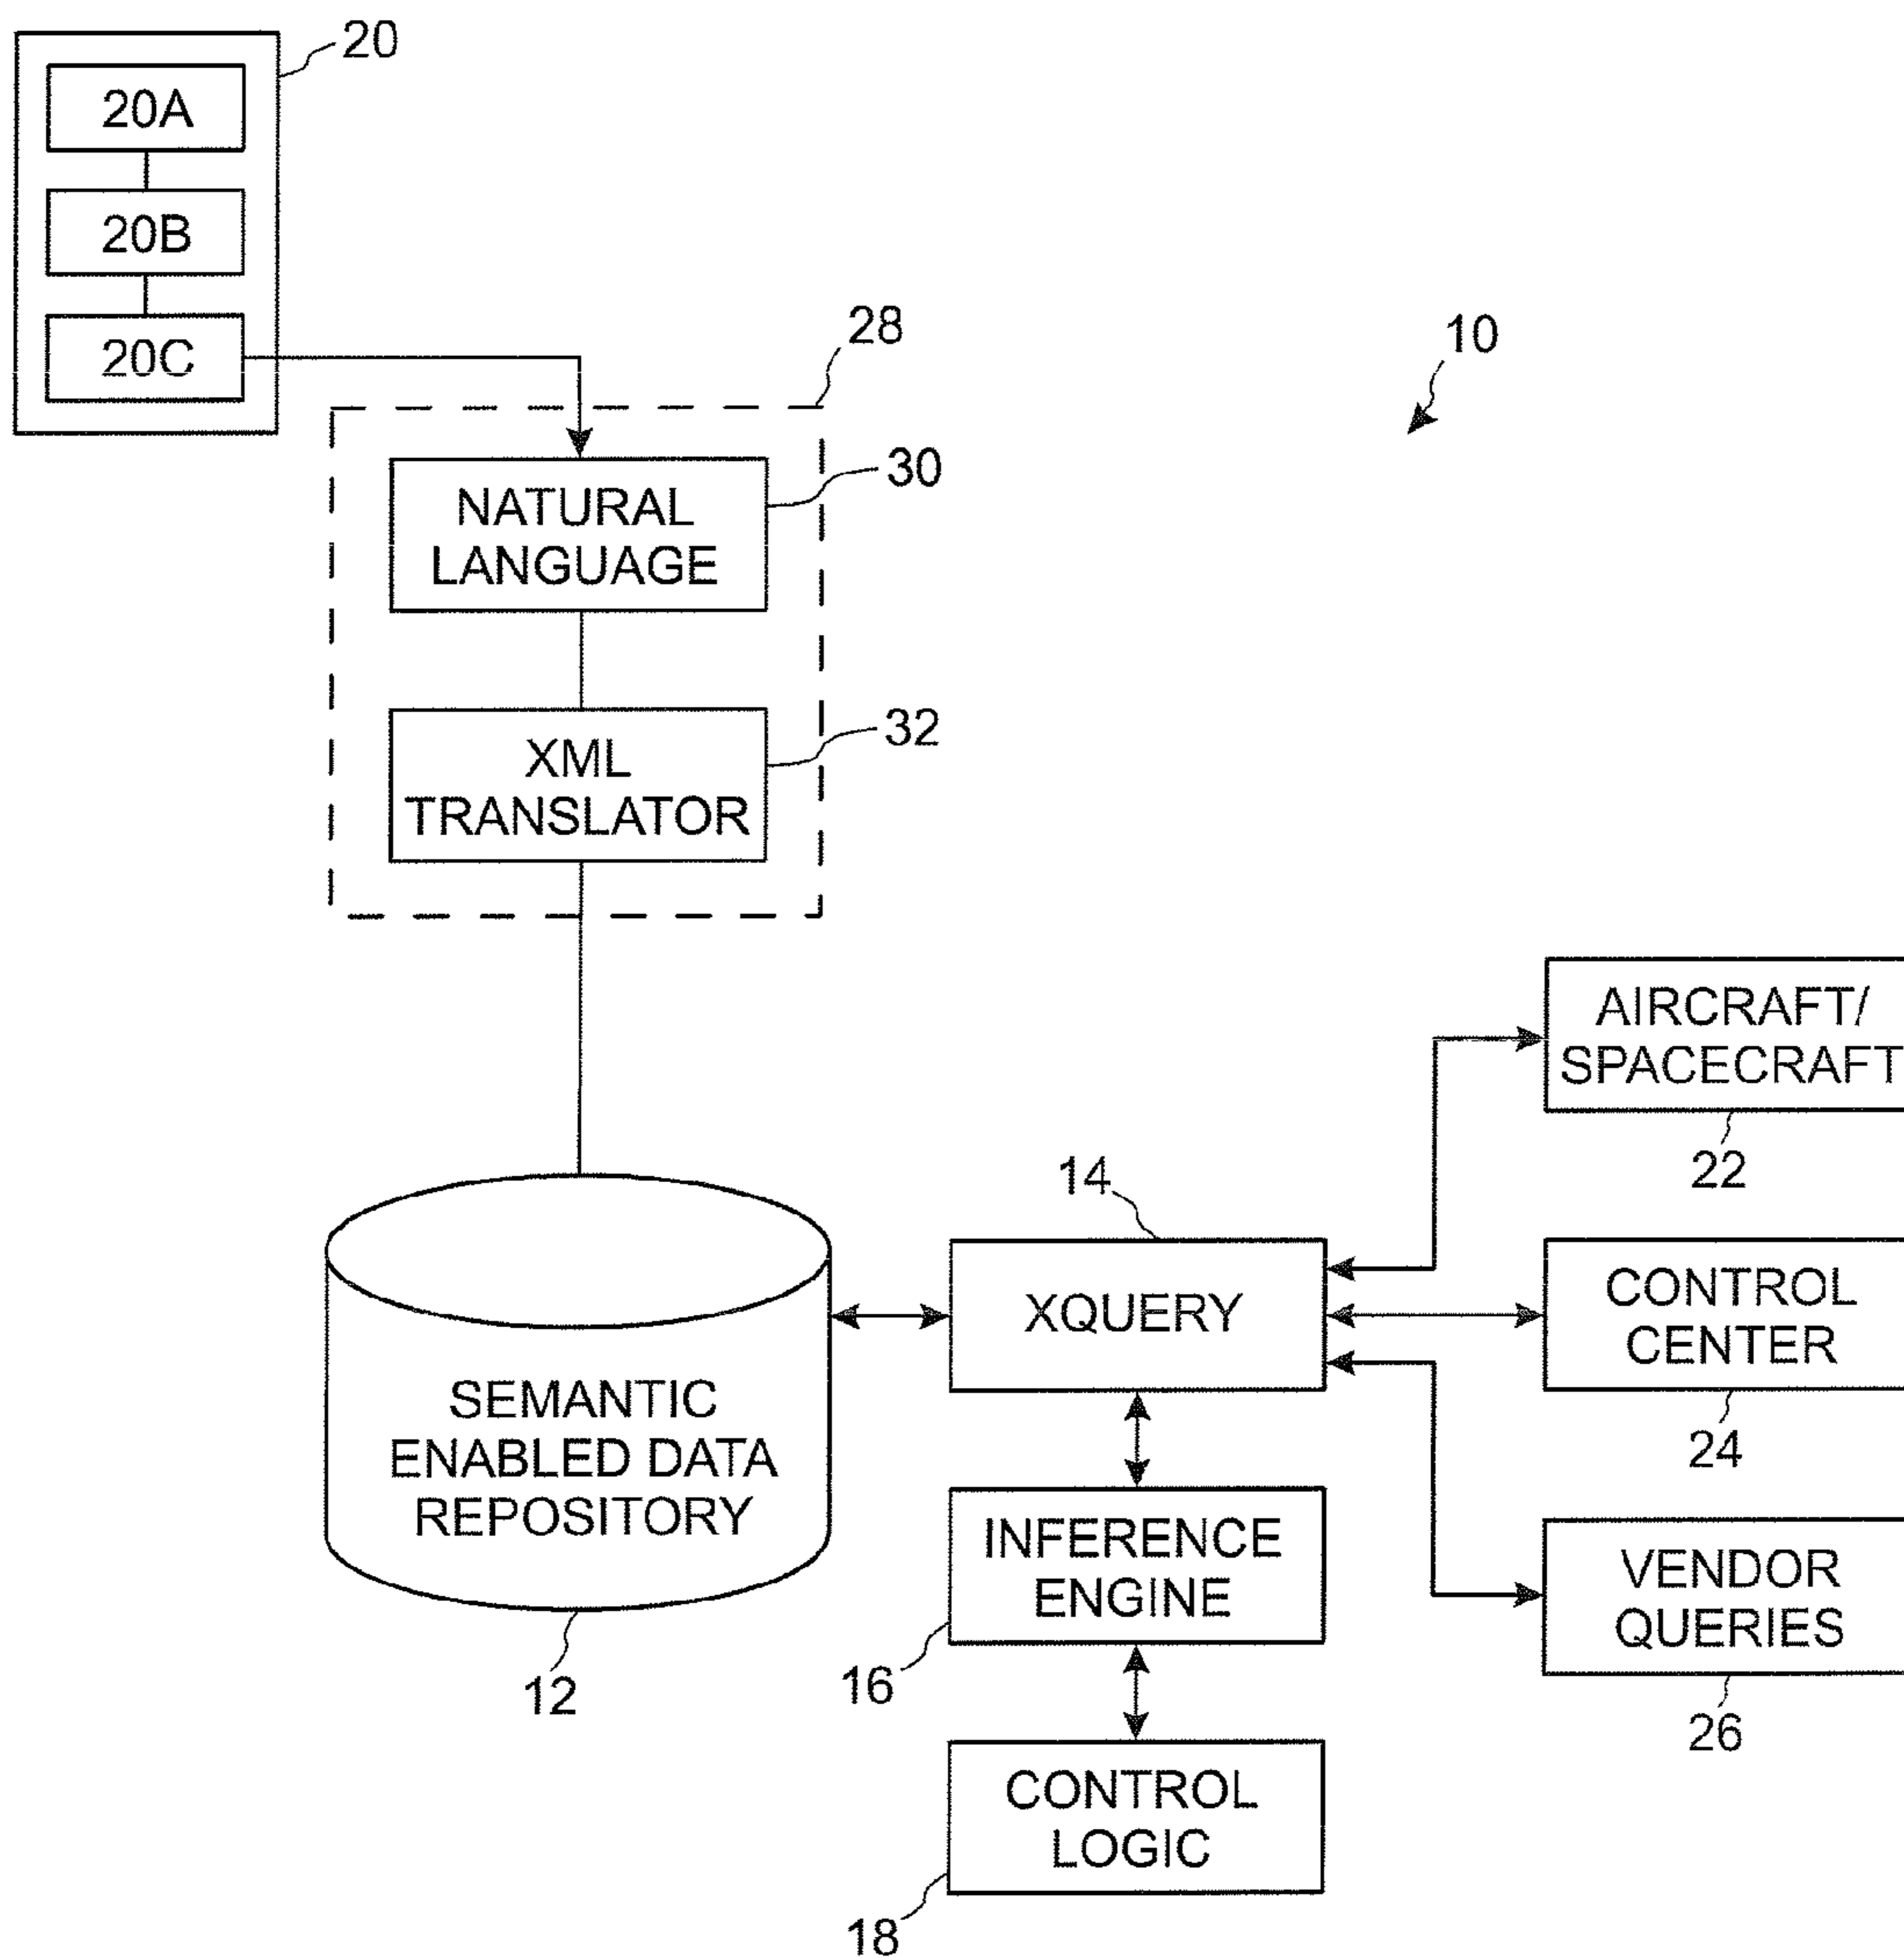 20
20A
20B
20C
28
10
NATURAL
LANGUAGE
30
XML
TRANSLATOR
32
AIRCRAFT/
SPACECRAFT
22
14
XQUERY
CONTROL
CENTER
24
SEMANTIC
ENABLED DATA
REPOSITORY
12
INFERENCE
ENGINE
16
VENDOR
QUERIES
26
CONTROL
LOGIC
18